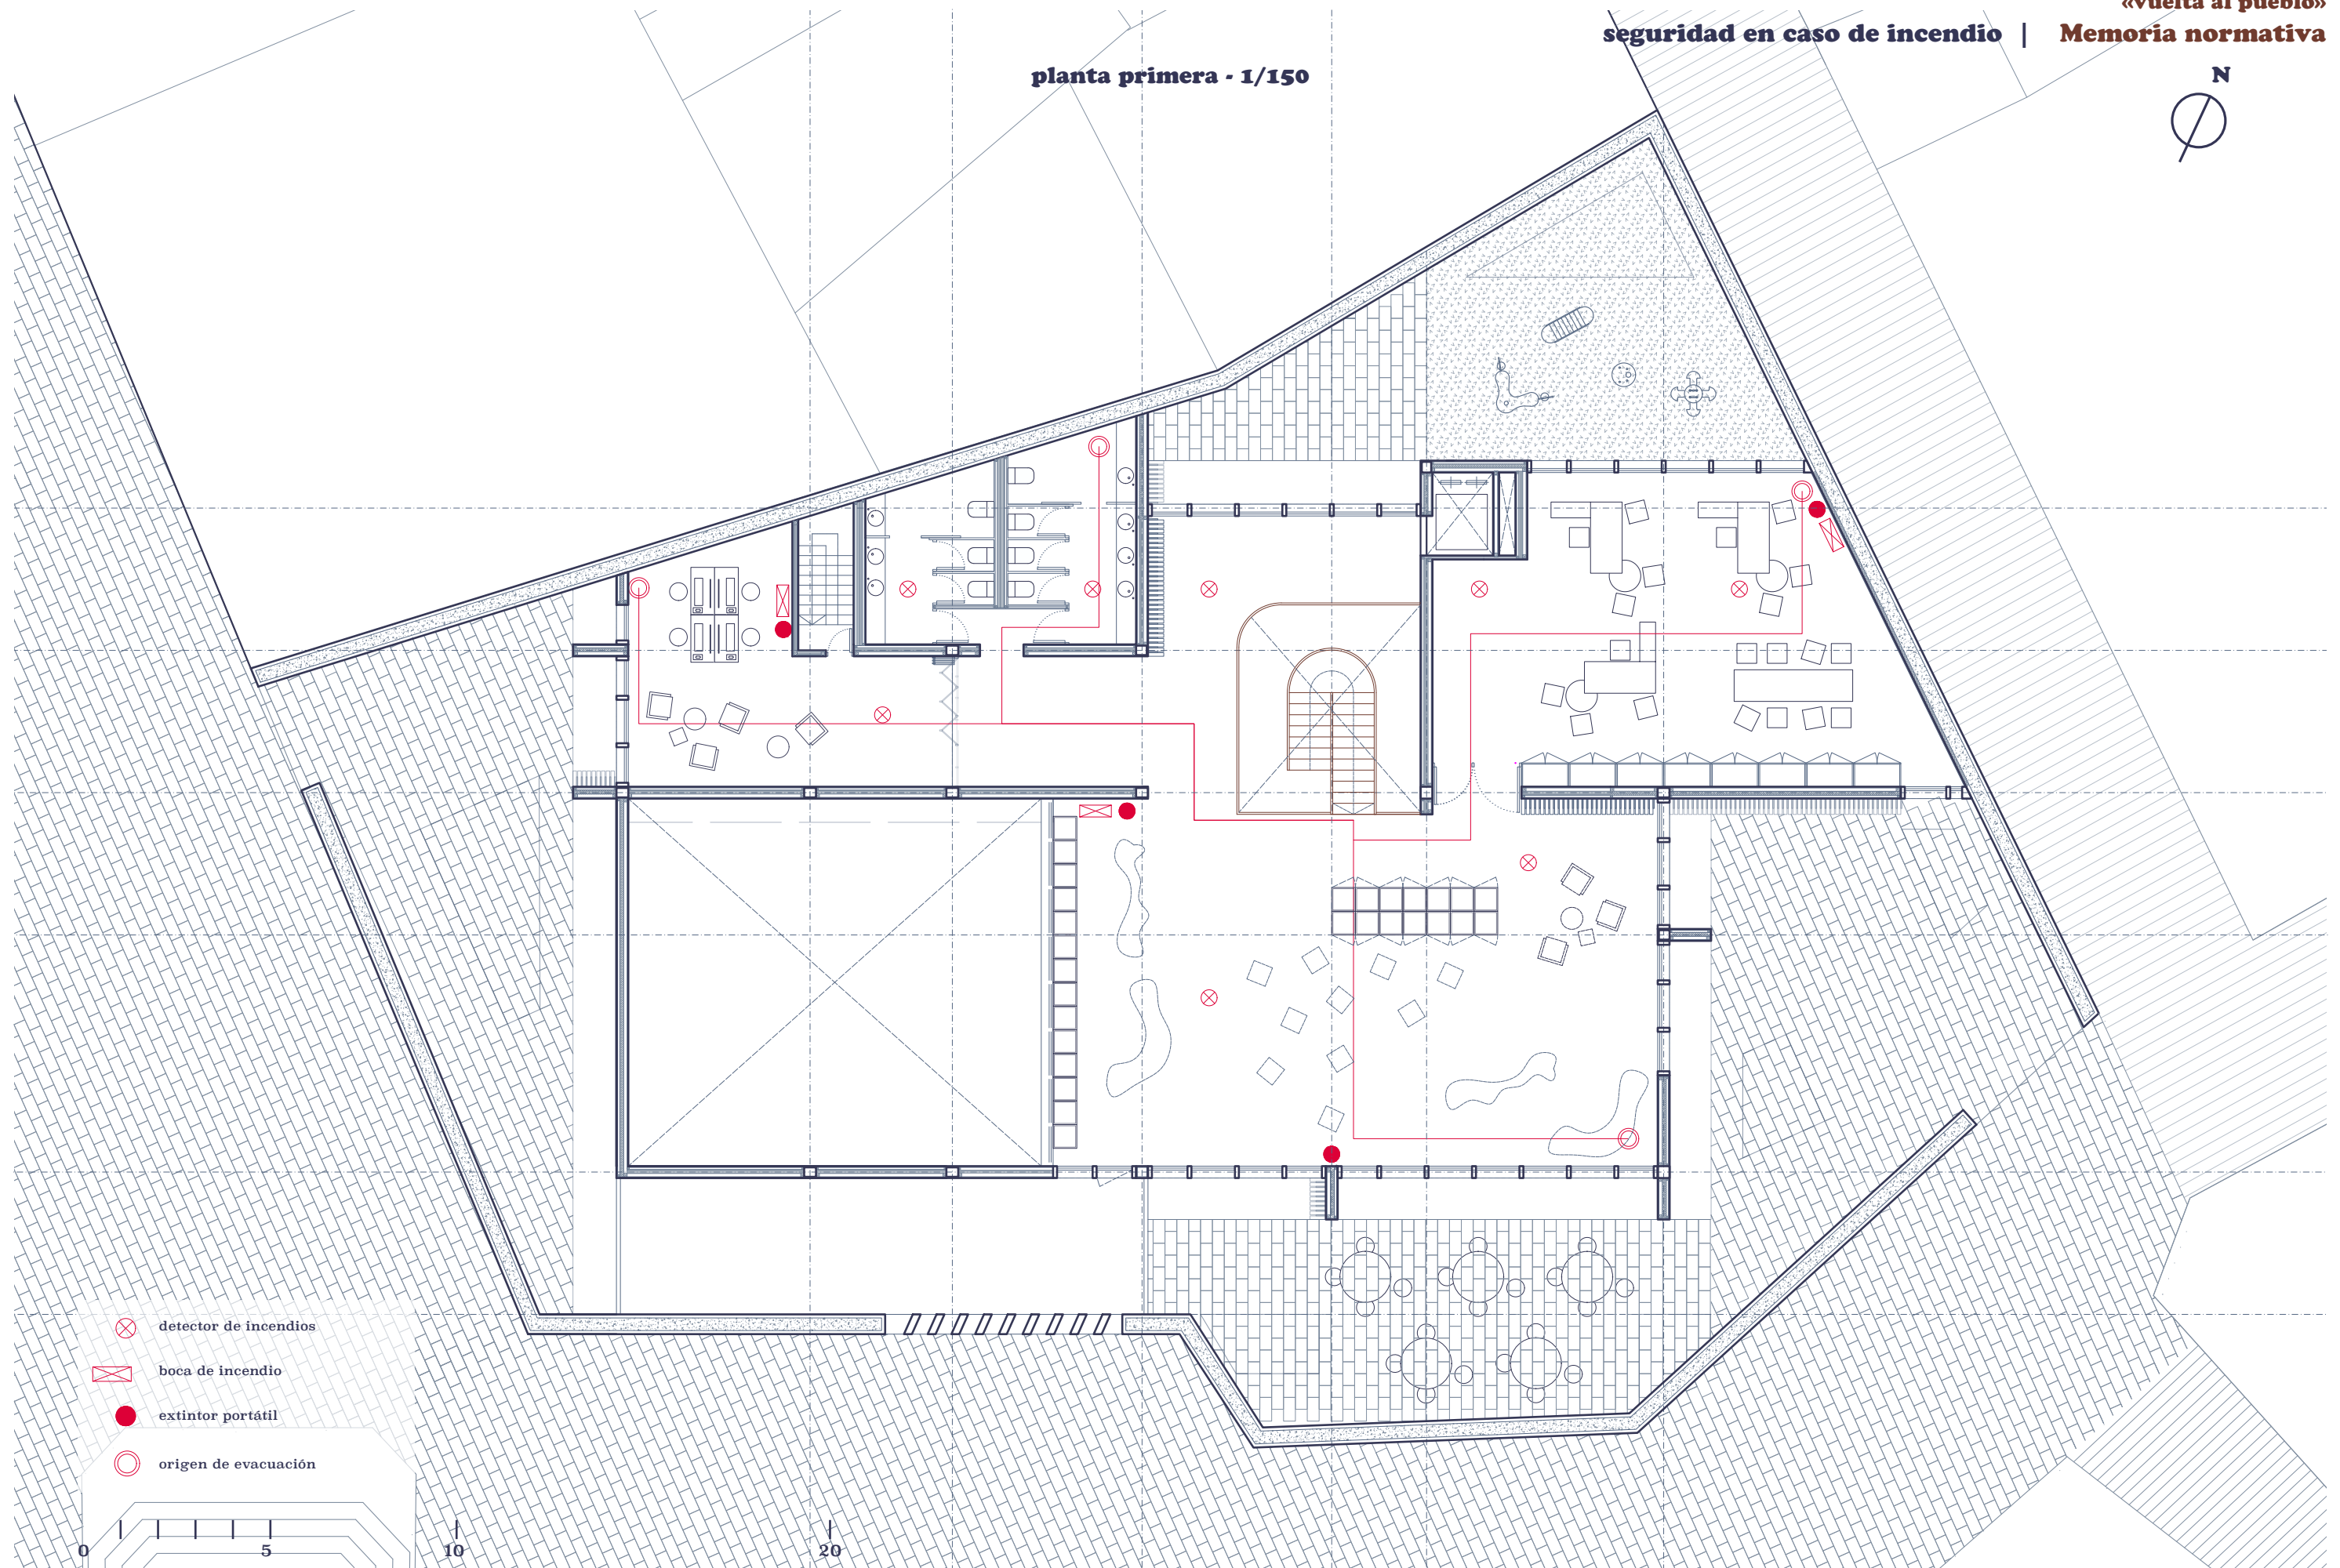 «vuelta al pueblo»
seguridad en caso de incendio | Memoria normativa
planta primera - 1/150
N
detector de incendios
boca de incendio
extintor portátil
origen de evacuación
0 5 10 20